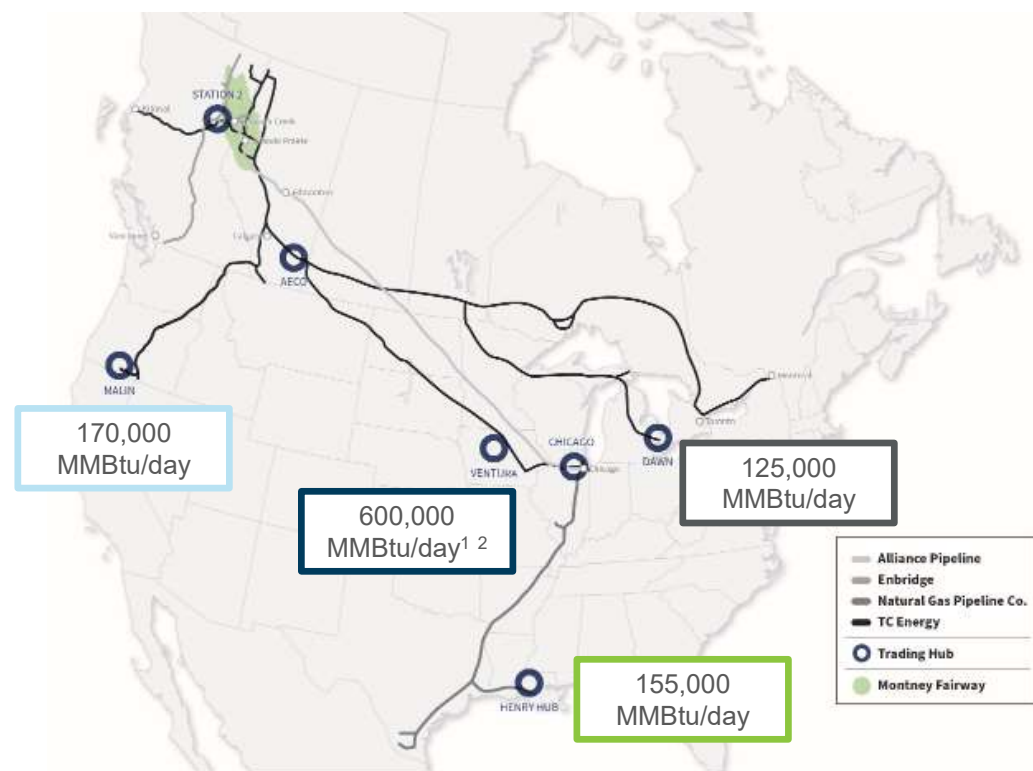 STATION 2
Edmonton
AECO
MALIN
170,000
MMBtu/day
VENTURA
CHICAGO
Chicago
DAWN
Toronto
Montreal
125,000
MMBtu/day
600,000
MMBtu/day¹ ²
HENRY HUB
155,000
MMBtu/day
Alliance Pipeline
Enbridge
Natural Gas Pipeline Co.
TC Energy
Trading Hub
Montney Fairway